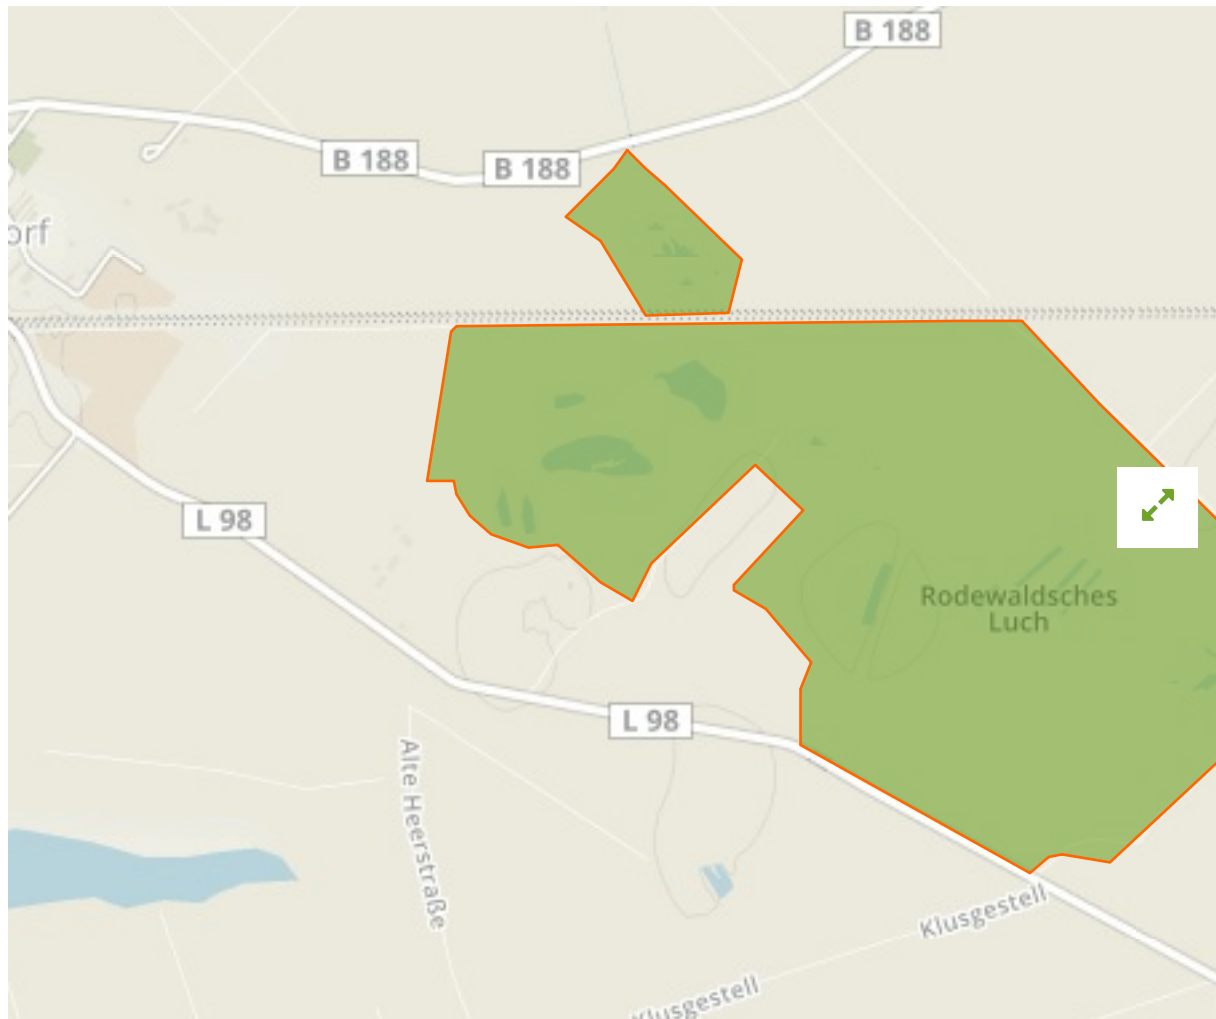 B 188
B 188
B 188
orf
L 98
Rodewaldsches
Luch
L 98
Alte Heerstraße
Klusgestell
Klusgestell